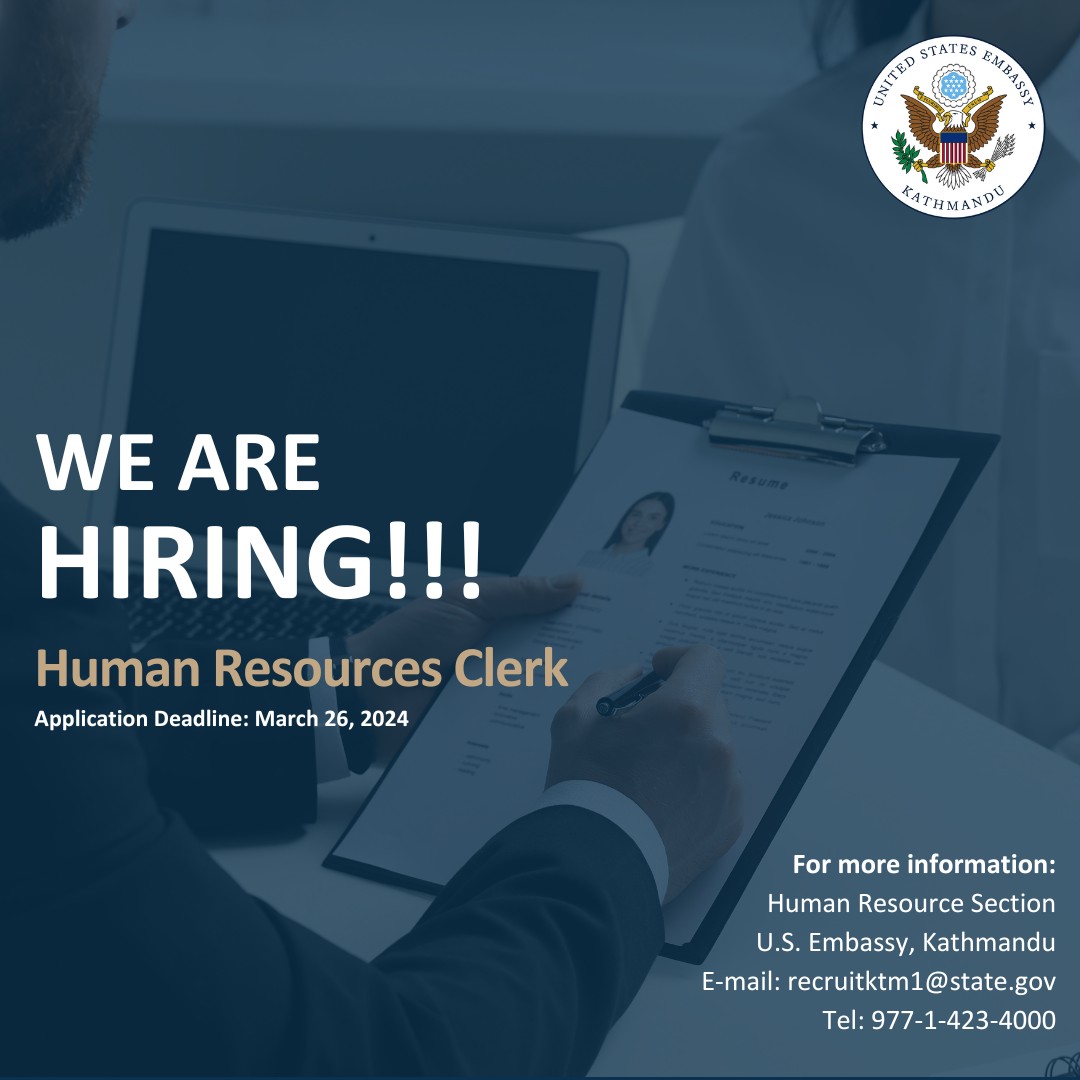 UNITED STATES EMBASSY
KATHMANDU
WE ARE
HIRING!!!
Human Resources Clerk
Application Deadline: March 26, 2024
Resume
For more information:
Human Resource Section
U.S. Embassy, Kathmandu
E-mail: recruitktm1@state.gov
Tel: 977-1-423-4000